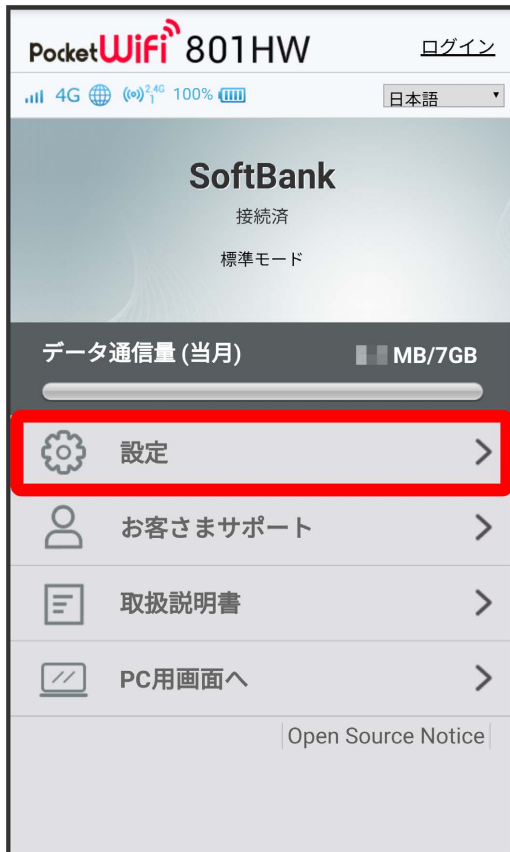 PocketWiFi 801HW ログイン
4G 2.4G 1 100% 日本語
SoftBank
接続済
標準モード
データ通信量 (当月) MB/7GB
設定
お客さまサポート
取扱説明書
PC用画面へ
Open Source Notice